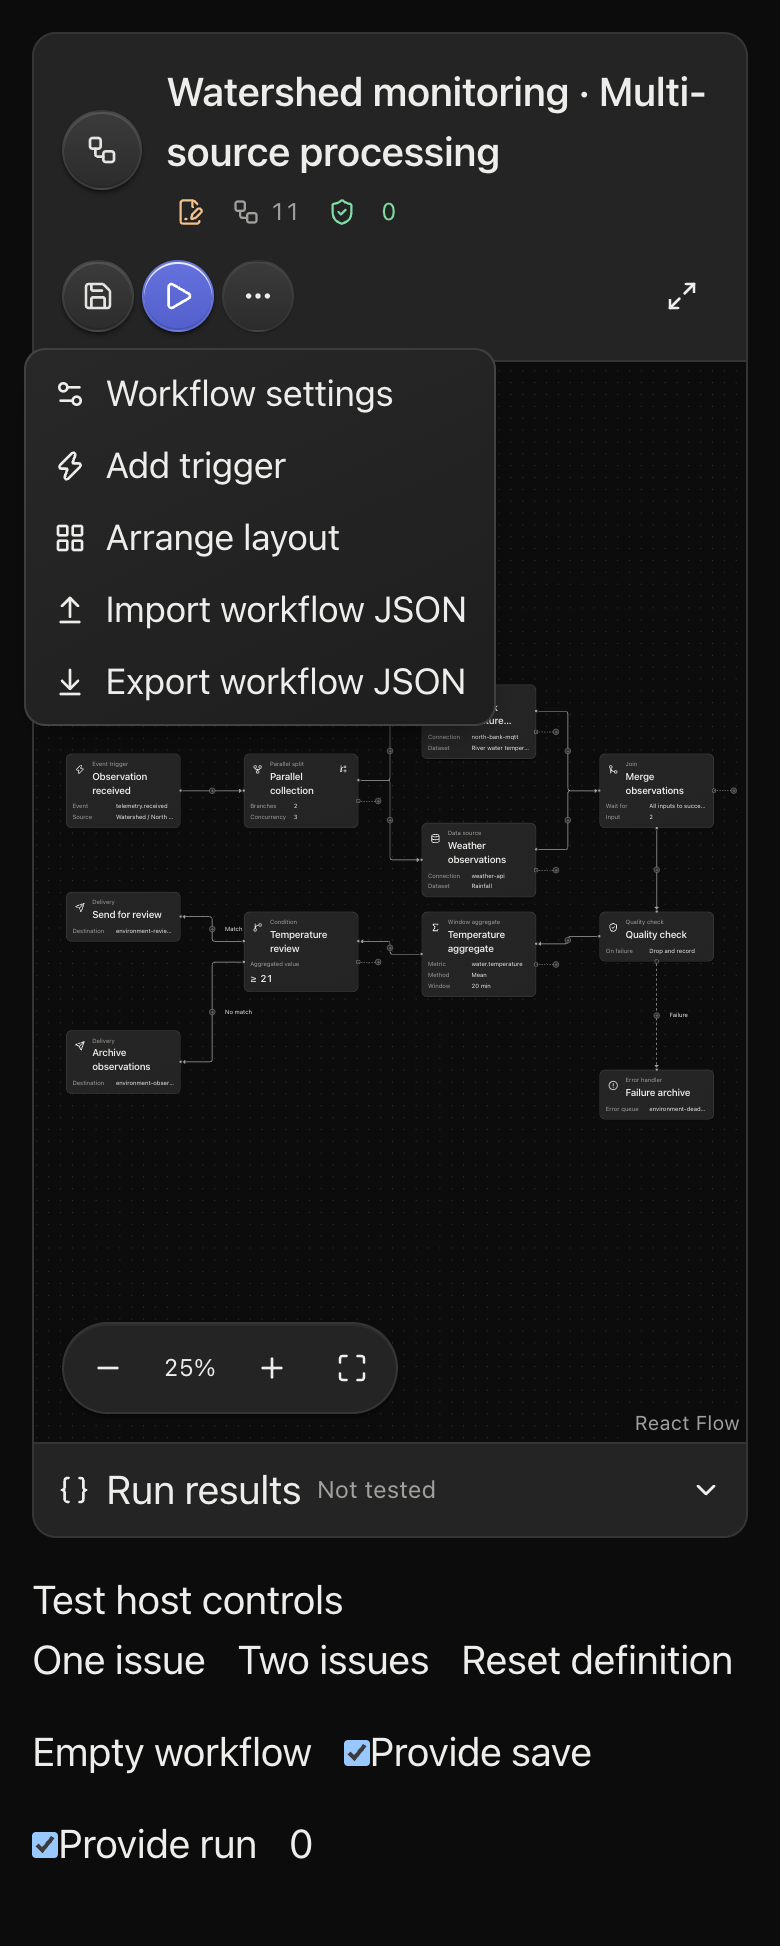 Watershed monitoring · Multi-
source processing
11
0
Workflow settings
Add trigger
Arrange layout
Import workflow JSON
Export workflow JSON
Connection north-bank-mqtt
Dataset River water temper...
Event trigger
Observation
received
Event telemetry.received
Source Watershed / North ...
Parallel split
Parallel
collection
Branches 2
Concurrency 3
Data source
Weather
observations
Connection weather-api
Dataset Rainfall
Join
Merge
observations
Wait for All inputs to succe...
Input 2
Delivery
Send for review
Destination environment-revie...
Match
Condition
Temperature
review
Aggregated value
≥ 21
Window aggregate
Temperature
aggregate
Metric water.temperature
Method Mean
Window 20 min
Quality check
Quality check
On failure Drop and record
No match
Failure
Delivery
Archive
observations
Destination environment-obser...
Error handler
Failure archive
Error queue environment-dead...
25%
React Flow
Run results Not tested
Test host controls
One issue Two issues Reset definition
Empty workflow Provide save
Provide run 0